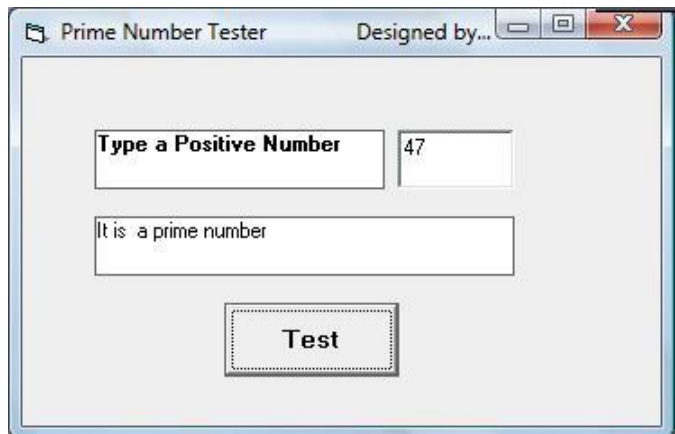 Prime Number Tester Designed by...
Type a Positive Number 47
It is a prime number
Test